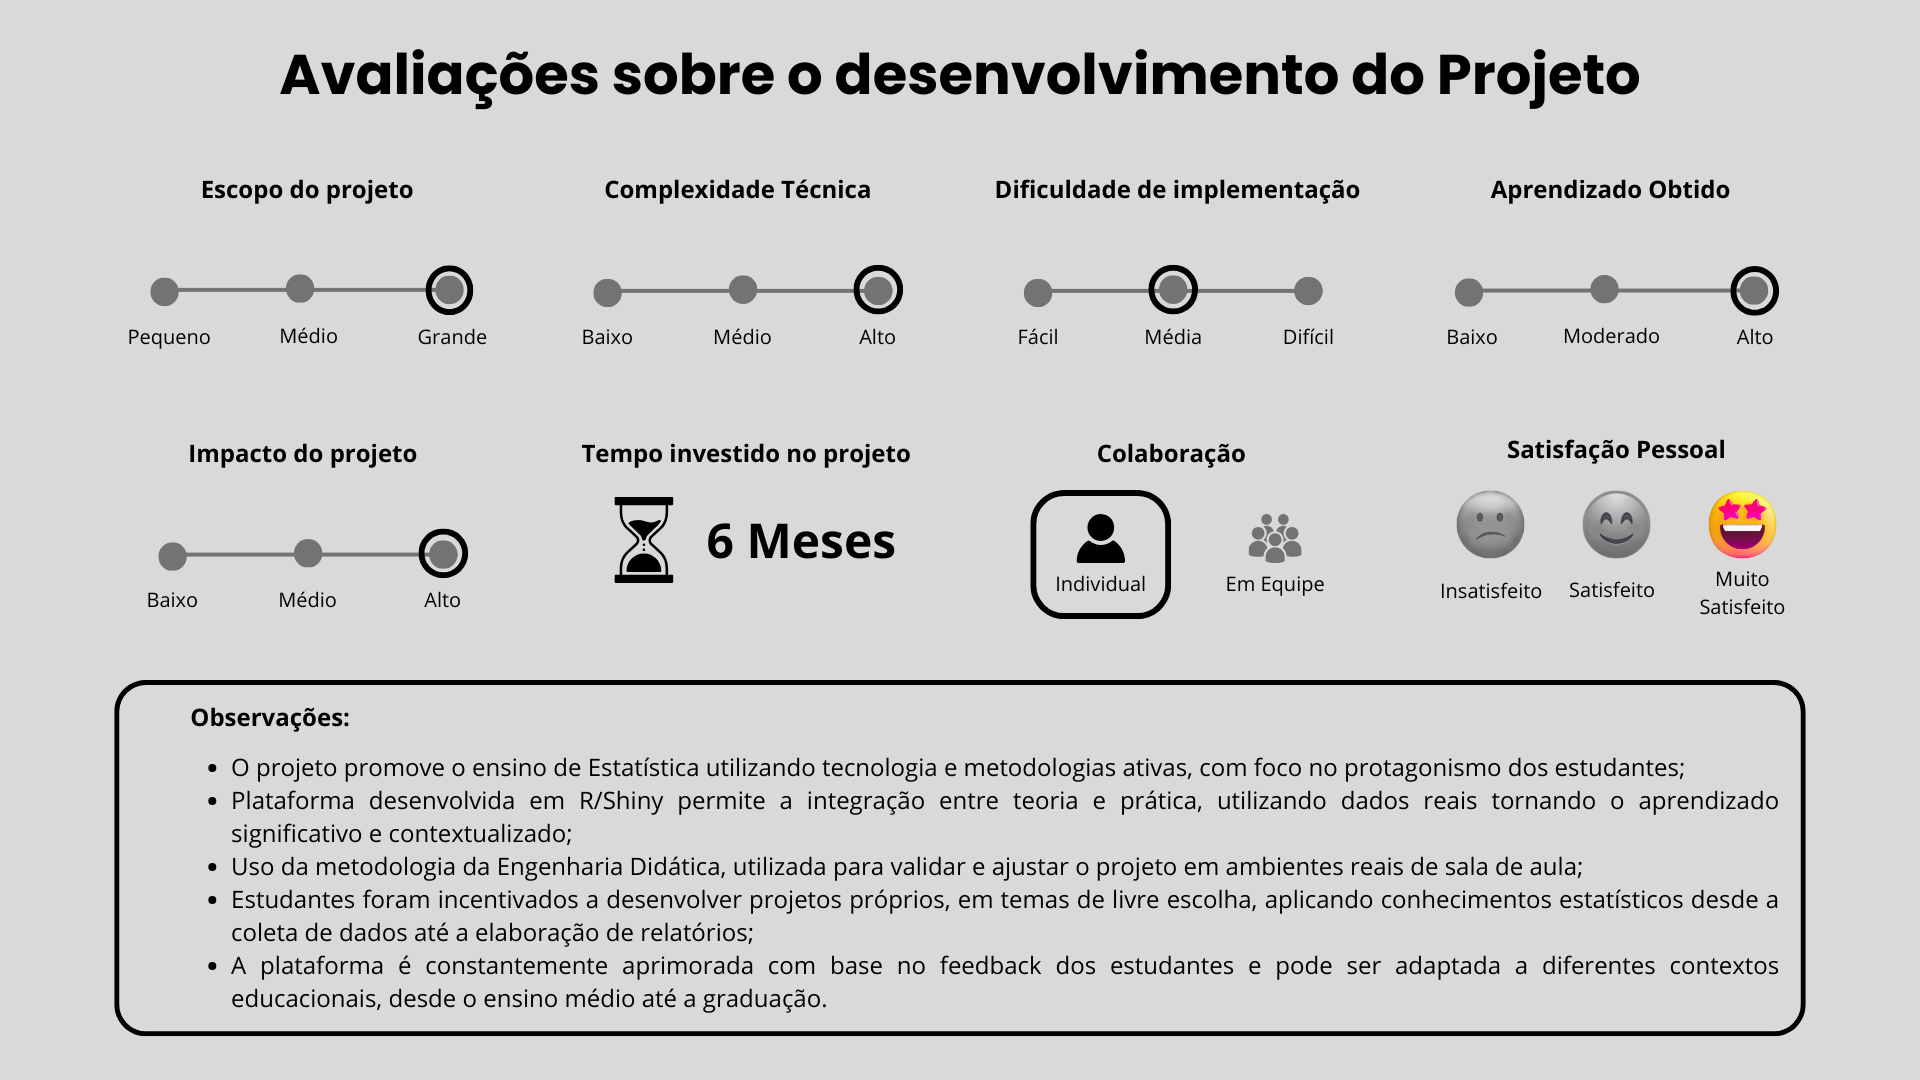 Avaliações sobre o desenvolvimento do Projeto
Escopo do projeto
Pequeno Médio Grande
Complexidade Técnica
Baixo Médio Alto
Dificuldade de implementação
Fácil Média Difícil
Aprendizado Obtido
Baixo Moderado Alto
Impacto do projeto
Baixo Médio Alto
Tempo investido no projeto
6 Meses
Colaboração
Individual Em Equipe
Satisfação Pessoal
Insatisfeito Satisfeito Muito
Satisfeito
Observações:
• O projeto promove o ensino de Estatística utilizando tecnologia e metodologias ativas, com foco no protagonismo dos estudantes;
• Plataforma desenvolvida em R/Shiny permite a integração entre teoria e prática, utilizando dados reais tornando o aprendizado
significativo e contextualizado;
• Uso da metodologia da Engenharia Didática, utilizada para validar e ajustar o projeto em ambientes reais de sala de aula;
• Estudantes foram incentivados a desenvolver projetos próprios, em temas de livre escolha, aplicando conhecimentos estatísticos desde a
coleta de dados até a elaboração de relatórios;
• A plataforma é constantemente aprimorada com base no feedback dos estudantes e pode ser adaptada a diferentes contextos
educacionais, desde o ensino médio até a graduação.